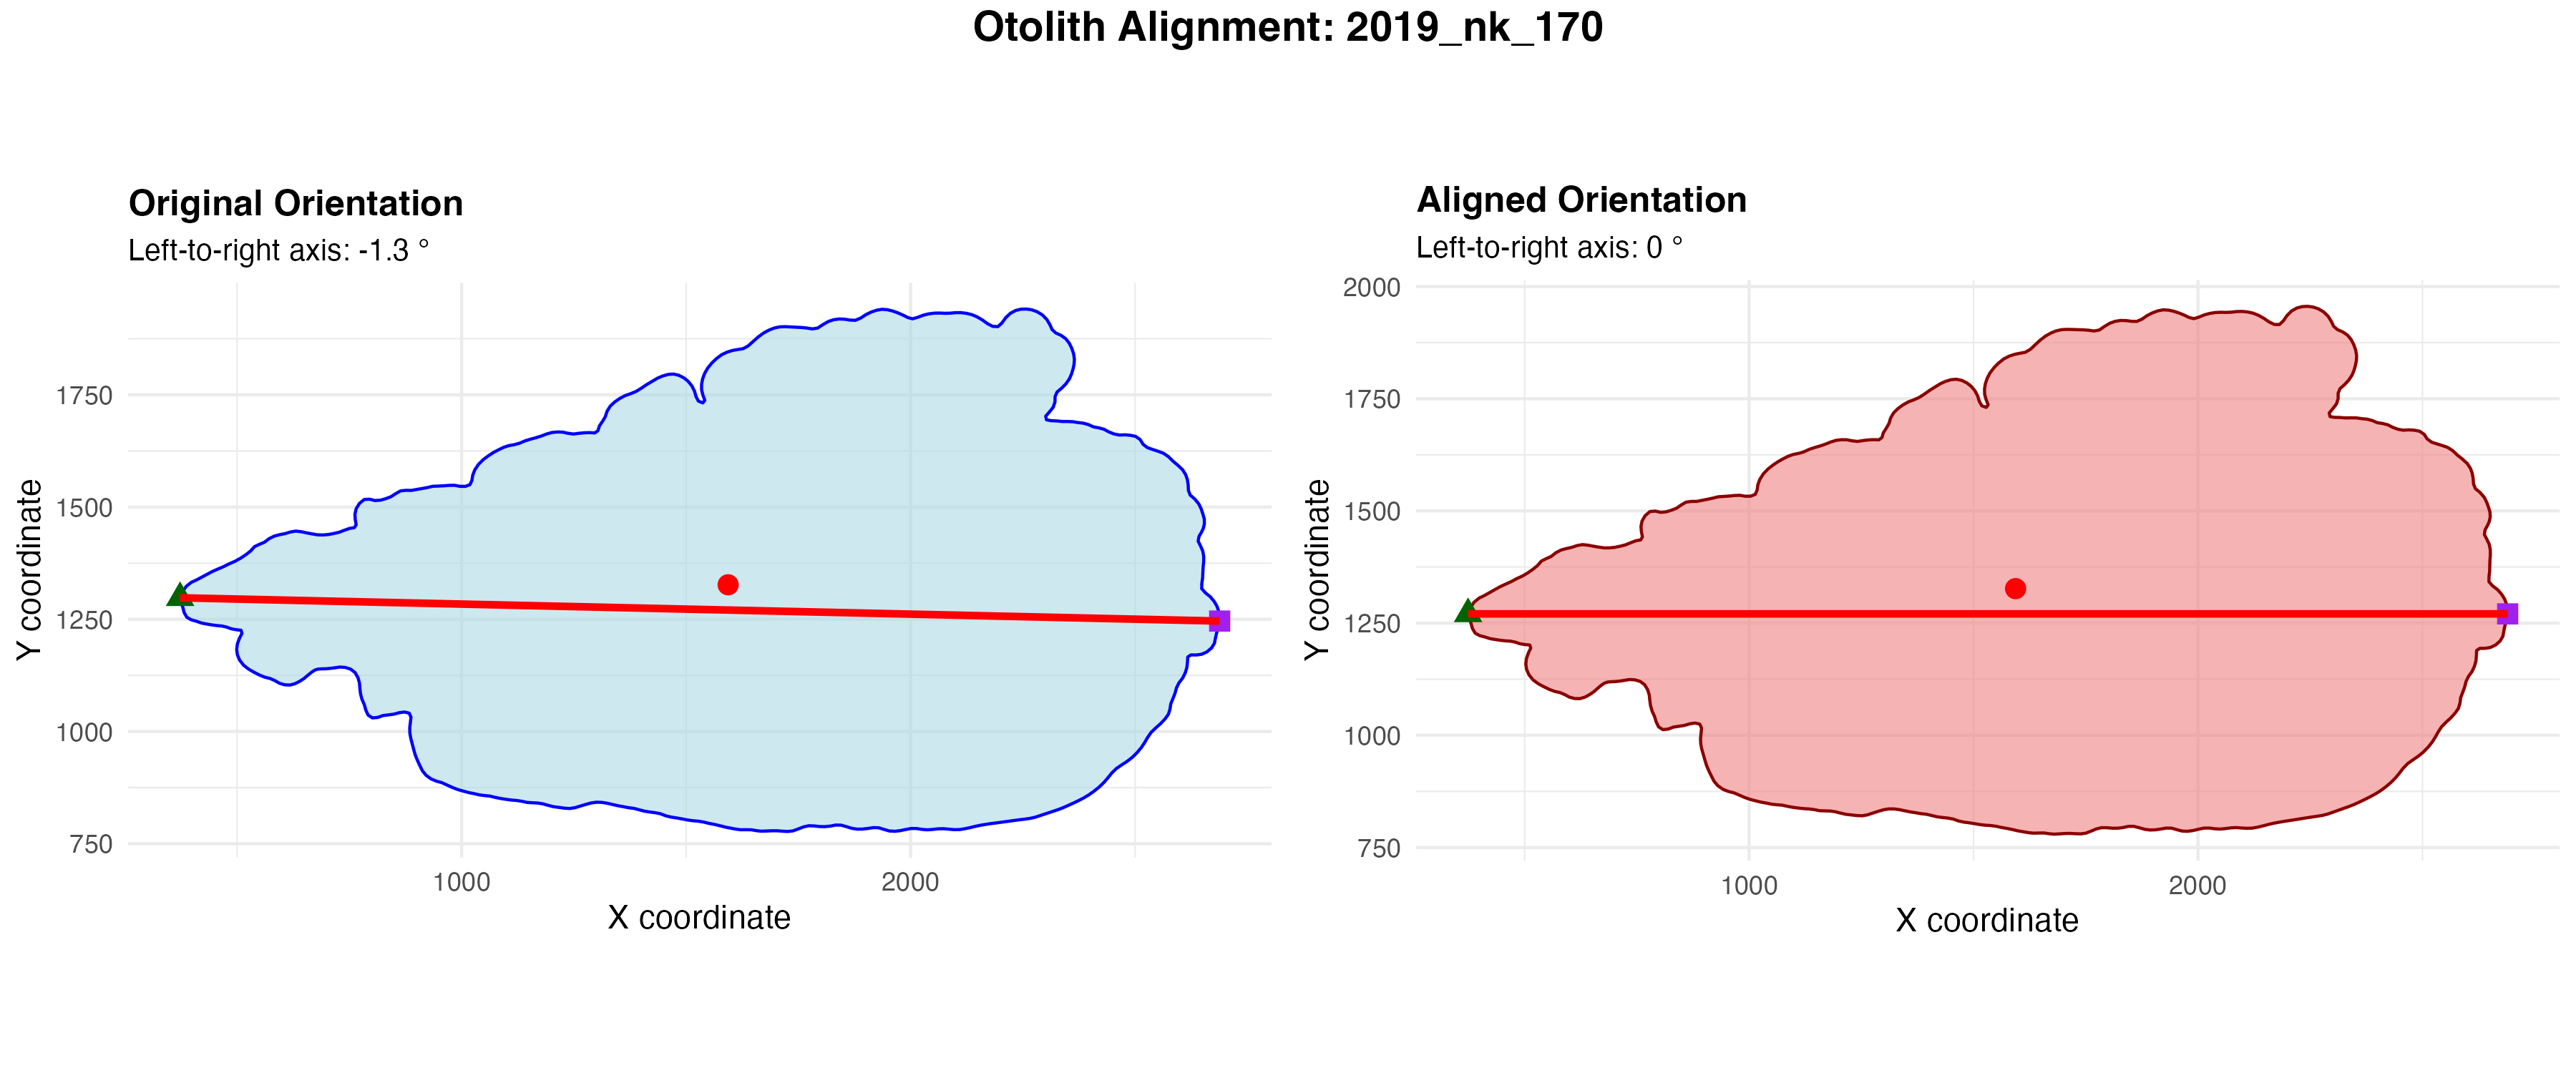 Otolith Alignment: 2019_nk_170
Original Orientation
Left-to-right axis: -1.3 °
1750
1500
1250
1000
750
Y coordinate
1000
2000
X coordinate
Aligned Orientation
Left-to-right axis: 0 °
2000
1750
1500
1250
1000
750
Y coordinate
1000
2000
X coordinate